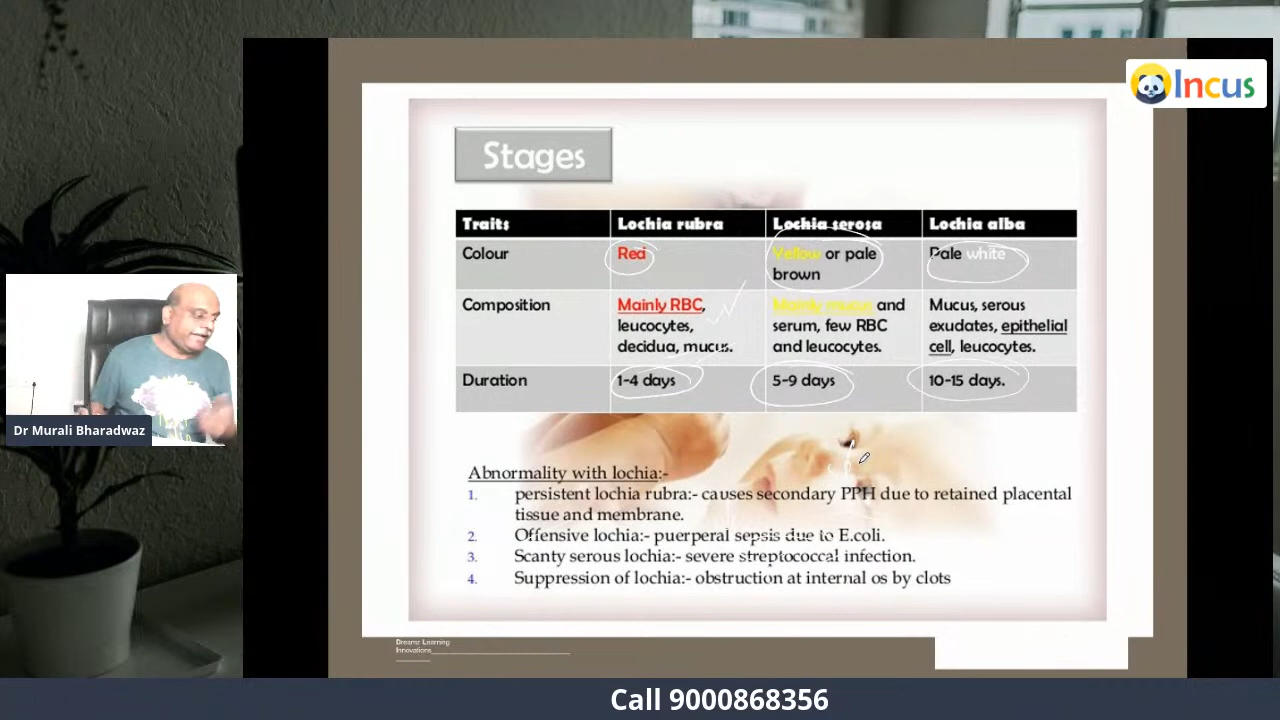 Incus
Stages
Traits Lochia rubra Lochia serosa Lochia alba
Colour Red Yellow or pale brown Pale white
Composition Mainly RBC, leucocytes, decidua, mucus. Mainly mucus and serum, few RBC and leucocytes. Mucus, serous exudates, epithelial cell, leucocytes.
Duration 1-4 days 5-9 days 10-15 days.
Dr Murali Bharadwaz
Abnormality with lochia:-
1. persistent lochia rubra:- causes secondary PPH due to retained placental
tissue and membrane.
2. Offensive lochia:- puerperal sepsis due to E.coli.
3. Scanty serous lochia:- severe streptococcal infection.
4. Suppression of lochia:- obstruction at internal os by clots
Dreamz Learning
Innovations
Call 9000868356